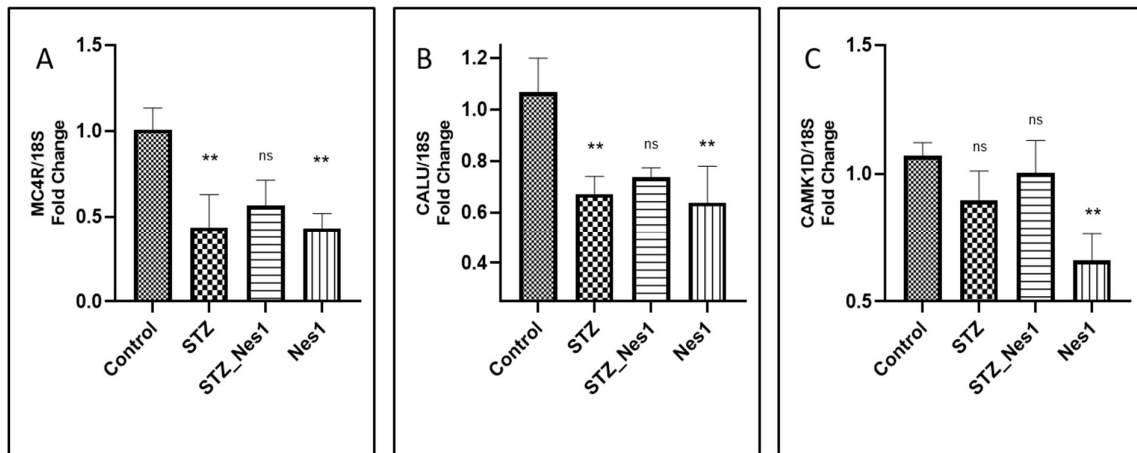 A
MC4R/18S
Fold Change
1.5
1.0
0.5
0.0
**
ns
**
Control
STZ
STZ_Nes1
Nes1
B
CALU/18S
Fold Change
1.2
1.0
0.8
0.6
0.4
**
ns
**
Control
STZ
STZ_Nes1
Nes1
C
CAMK1D/18S
Fold Change
1.5
1.0
0.5
ns
ns
**
Control
STZ
STZ_Nes1
Nes1